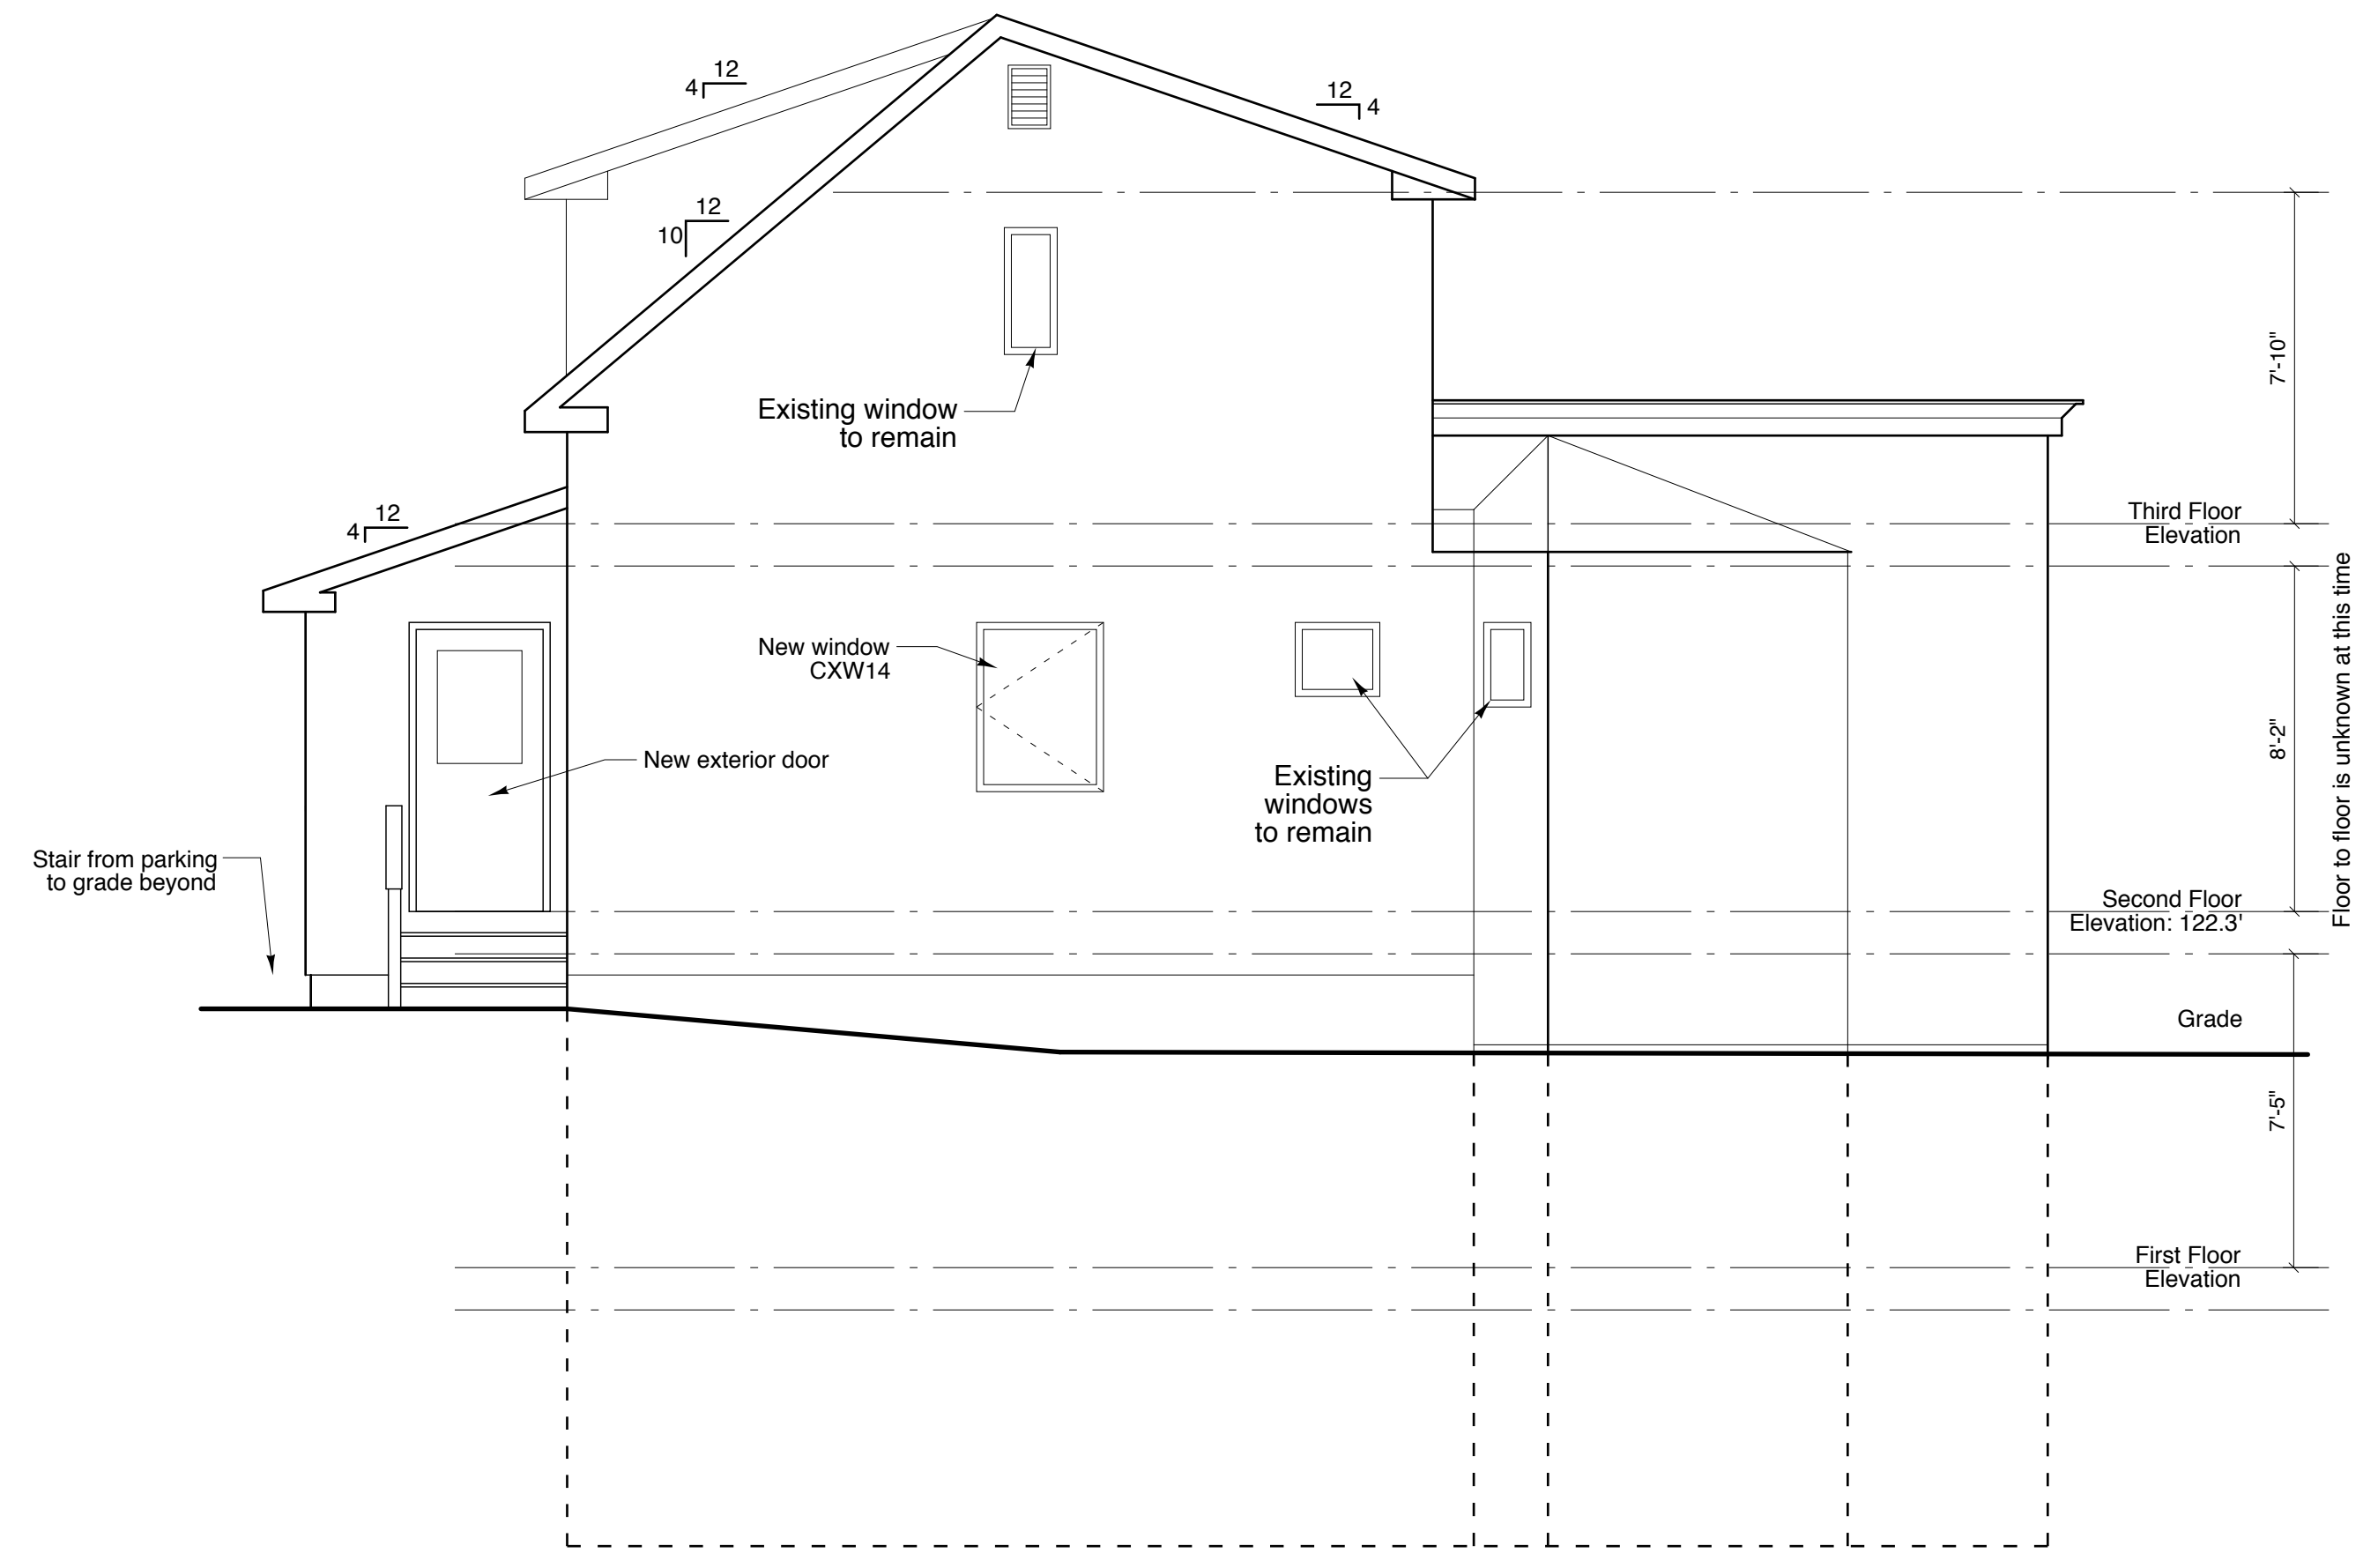 12
4
12
4
12
10
Existing window
to remain
12
4
7'-10"
Third Floor
Elevation
New window
CXW14
New exterior door
Existing
windows
to remain
8'-2"
Floor to floor is unknown at this time
Stair from parking
to grade beyond
Second Floor
Elevation: 122.3'
Grade
7'-5"
First Floor
Elevation